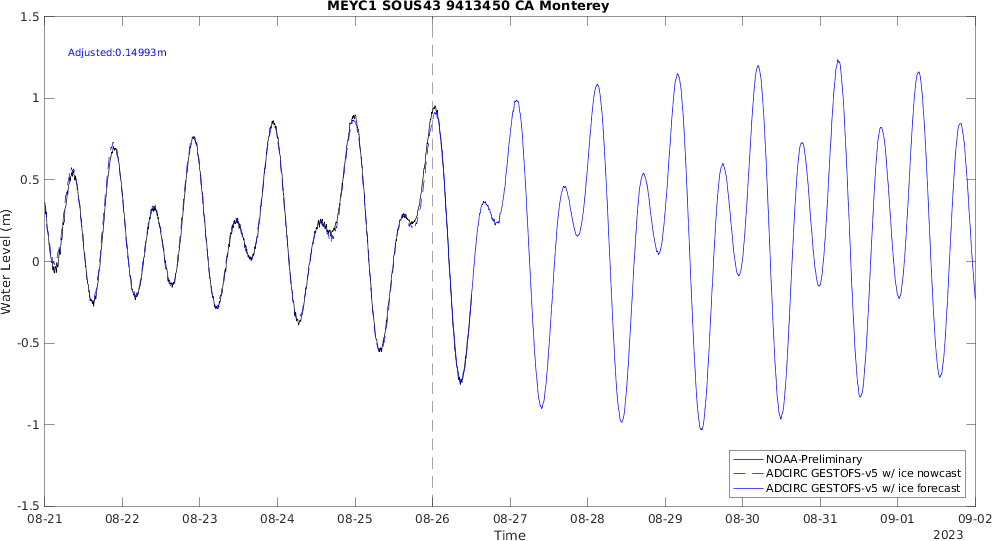 MEYC1 SOUS43 9413450 CA Monterey
Adjusted:0.14993m
1.5
1
0.5
0
-0.5
-1
-1.5
Water Level (m)
NOAA-Preliminary
ADCIRC GESTOFS-v5 w/ ice nowcast
ADCIRC GESTOFS-v5 w/ ice forecast
08-21 08-22 08-23 08-24 08-25 08-26 08-27 08-28 08-29 08-30 08-31 09-01 09-02
Time
2023